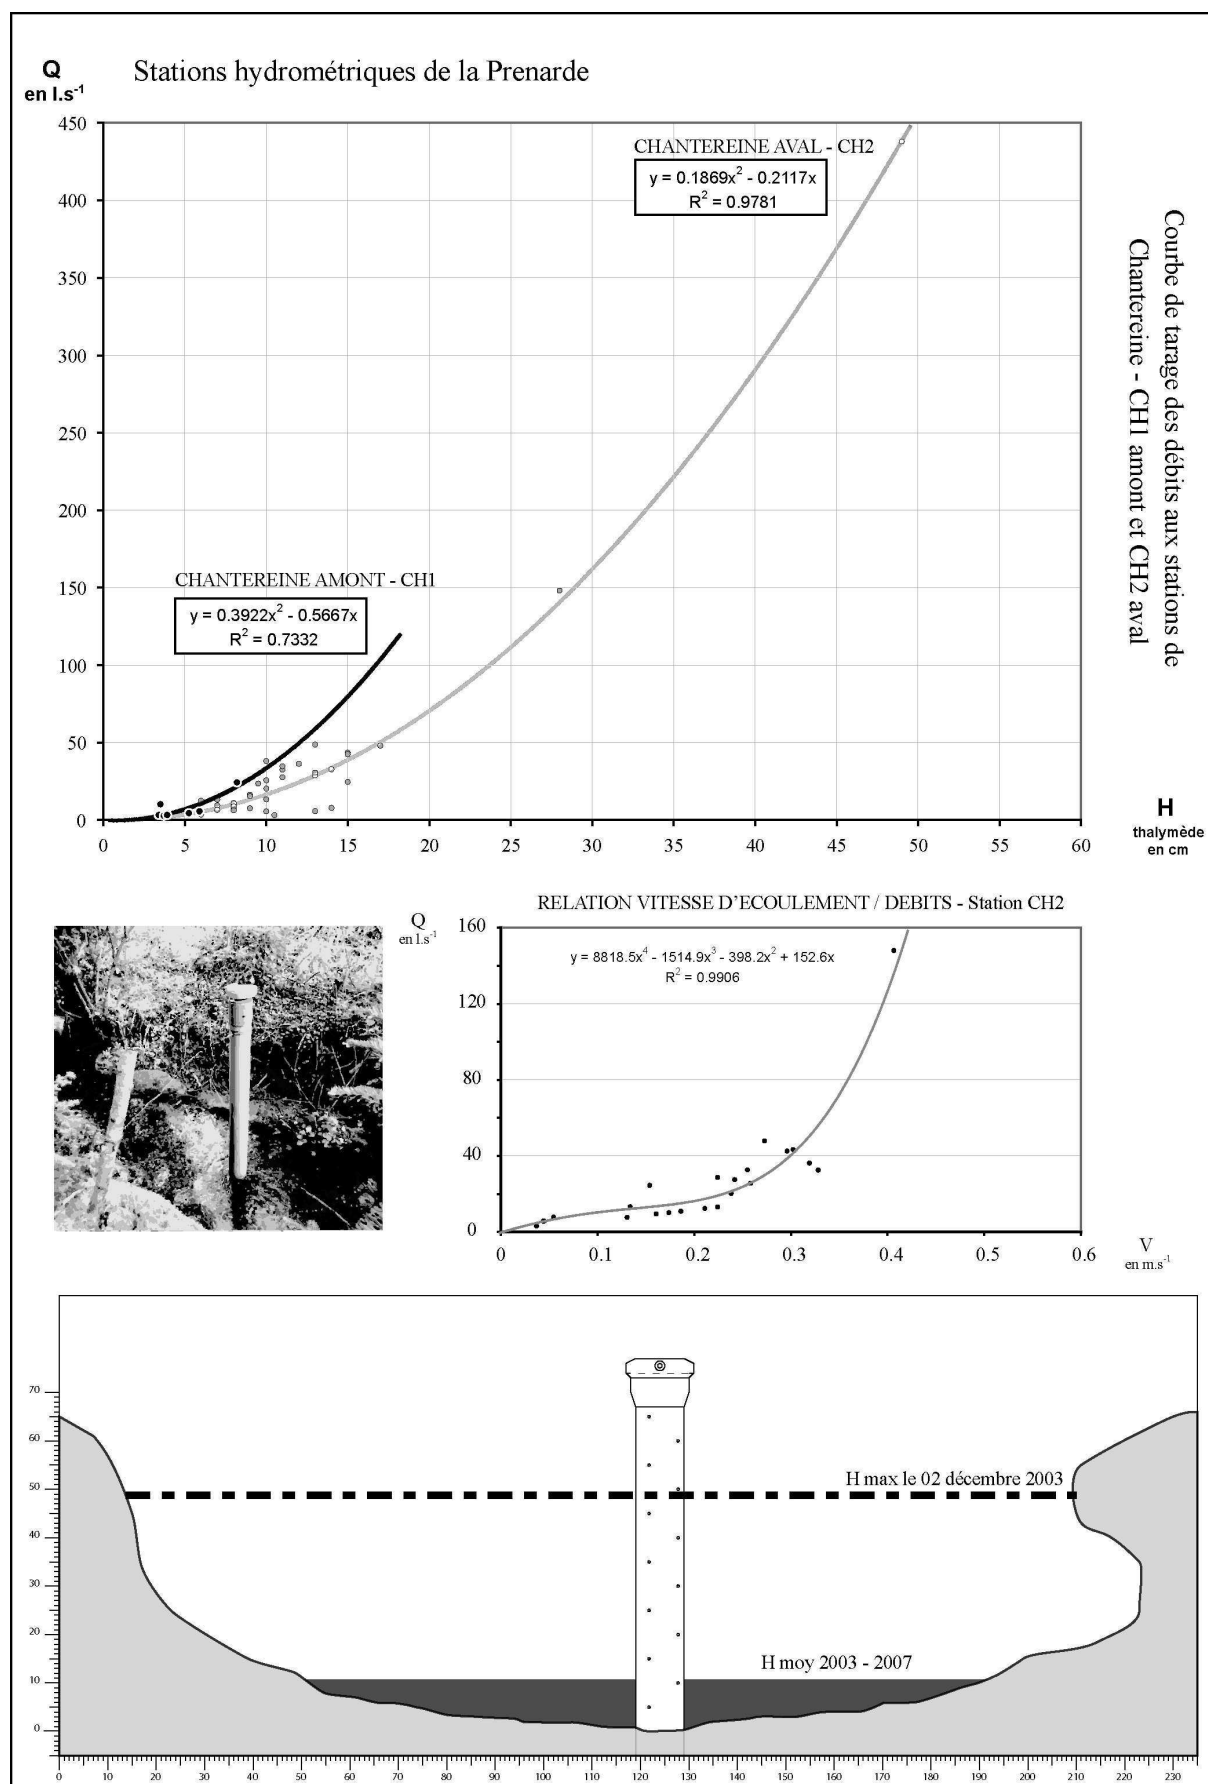 Stations hydrométriques de la Prenarde
Q
en l.s-1
450
400
350
300
250
200
150
100
50
0
0 5 10 15 20 25 30 35 40 45 50 55 60
CHANTEREINE AVAL - CH2
y = 0.1869x2 - 0.2117x
R2 = 0.9781
CHANTEREINE AMONT - CH1
y = 0.3922x2 - 0.5667x
R2 = 0.7332
Courbe de tarage des débits aux stations de
Chantereine - CH1 amont et CH2 aval
H
thalymède
en cm
RELATION VITESSE D'ECOULEMENT / DEBITS - Station CH2
Q
en l.s-1
160
120
80
40
0
y = 8818.5x4 - 1514.9x3 - 398.2x2 + 152.6x
R2 = 0.9906
0 0.1 0.2 0.3 0.4 0.5 0.6
V
en m.s-1
70
60
50
40
30
20
10
0
H max le 02 décembre 2003
H moy 2003 - 2007
0 10 20 30 40 50 60 70 80 90 100 110 120 130 140 150 160 170 180 190 200 210 220 230